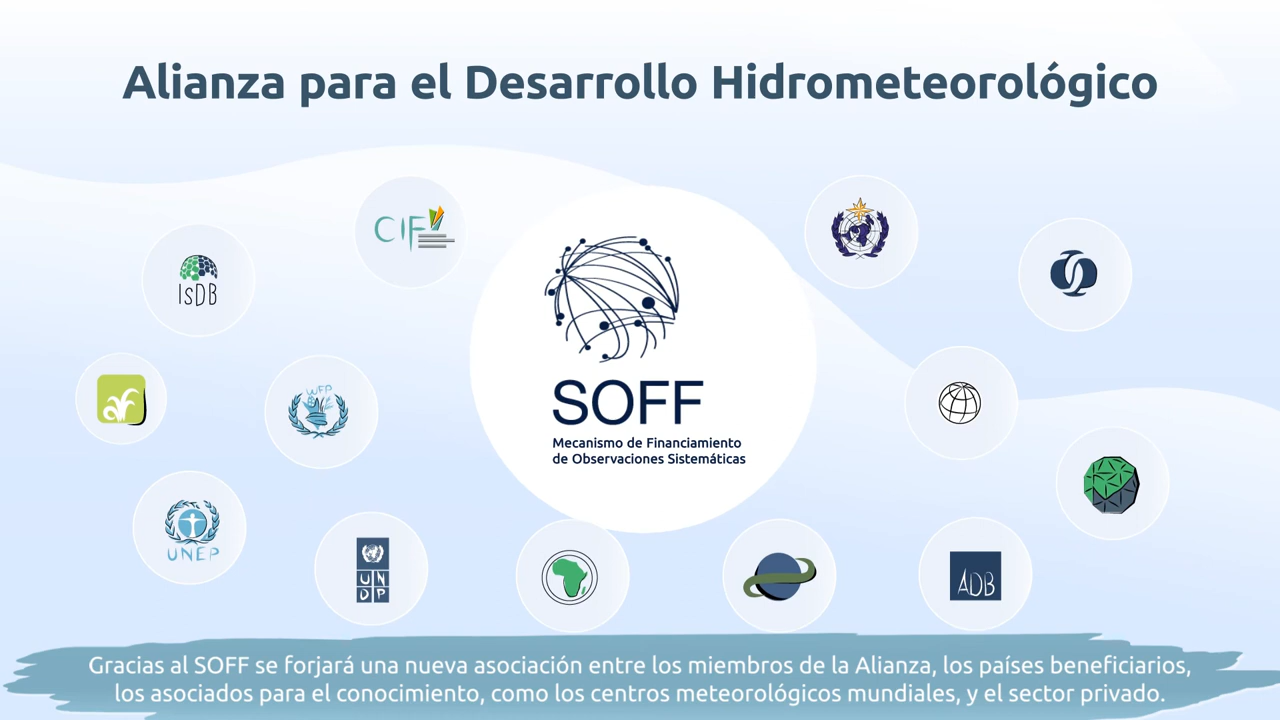 Alianza para el Desarrollo Hidrometeorológico
CIF
IsDB
WFP
SOFF
Mecanismo de Financiamiento
de Observaciones Sistemáticas
UNEP
UN
DP
ADB
Gracias al SOFF se forjará una nueva asociación entre los miembros de la Alianza, los países beneficiarios,
los asociados para el conocimiento, como los centros meteorológicos mundiales, y el sector privado.